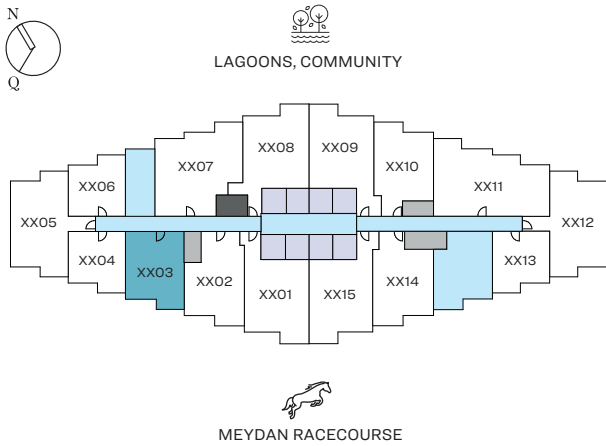 N
Q
LAGOONS, COMMUNITY
XX08 XX09
XX07 XX10
XX06 XX11
XX05 XX12
XX04 XX03 XX02 XX01 XX15 XX14 XX13
MEYDAN RACECOURSE